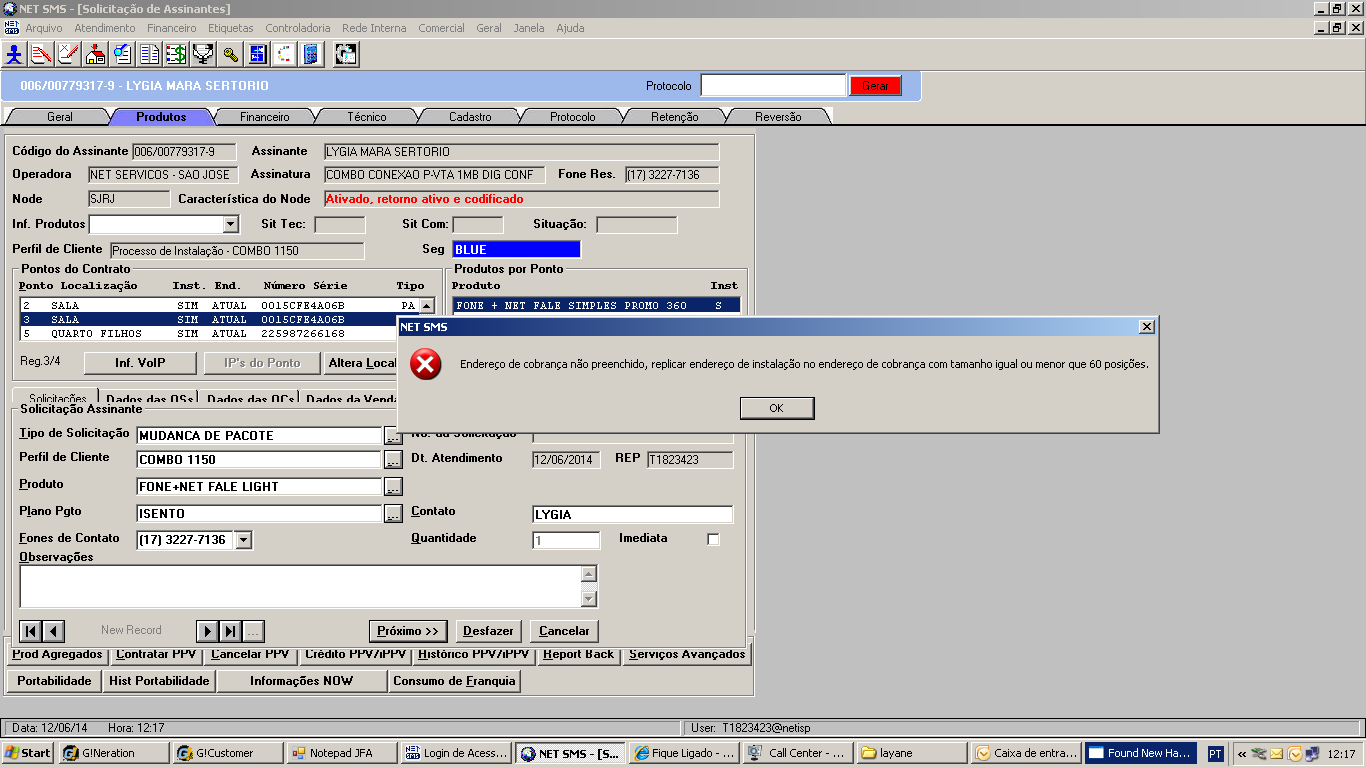 NET SMS - [Solicitação de Assinantes]
Arquivo Atendimento Financeiro Etiquetas Controladoria Rede Interna Comercial Geral Janela Ajuda
006/00779317-9 - LYGIA MARA SERTORIO Protocolo Gerar
Geral Produtos Financeiro Técnico Cadastro Protocolo Retenção Reversão
Código do Assinante 006/00779317-9 Assinante LYGIA MARA SERTORIO
Operadora NET SERVICOS - SAO JOSE Assinatura COMBO CONEXAO P-VTA 1MB DIG CONF Fone Res. (17) 3227-7136
Node SJRJ Característica do Node Ativado, retorno ativo e codificado
Inf. Produtos Sit Tec: Sit Com: Situação:
Perfil de Cliente Processo de Instalação - COMBO 1150 Seg BLUE
Pontos do Contrato Produtos por Ponto
Ponto Localização Inst. End. Número Série Tipo Produto Inst
2 SALA SIM ATUAL 0015CFE4A06B PA FONE + NET FALE SIMPLES PROMO 360 S
3 SALA SIM ATUAL 0015CFE4A06B
5 QUARTO FILHOS SIM ATUAL 225987266168
NET SMS
Endereço de cobrança não preenchido, replicar endereço de instalação no endereço de cobrança com tamanho igual ou menor que 60 posições.
OK
Reg.3/4 Inf. VoIP IP's do Ponto Altera Local
Solicitações Dados das OSs Dados das OCs Dados da Venda
Solicitação Assinante
Tipo de Solicitação MUDANCA DE PACOTE ... No. da Solicitação
Perfil de Cliente COMBO 1150 ... Dt. Atendimento 12/06/2014 REP T1823423
Produto FONE+NET FALE LIGHT ...
Plano Pgto ISENTO ... Contato LYGIA
Fones de Contato (17) 3227-7136 Quantidade 1 Imediata
Observações
New Record ... Próximo >> Desfazer Cancelar
Prod Agregados Contratar PPV Cancelar PPV Crédito PPV/iPPV Histórico PPV/iPPV Report Back Serviços Avançados
Portabilidade Hist Portabilidade Informações NOW Consumo de Franquia
Data: 12/06/14 Hora: 12:17 User: T1823423@netisp
Start G!Neration G!Customer Notepad JFA Login de Acess... NET SMS - [S... Fique Ligado - ... Call Center - ... layane Caixa de entra... Found New Ha... PT « 12:17